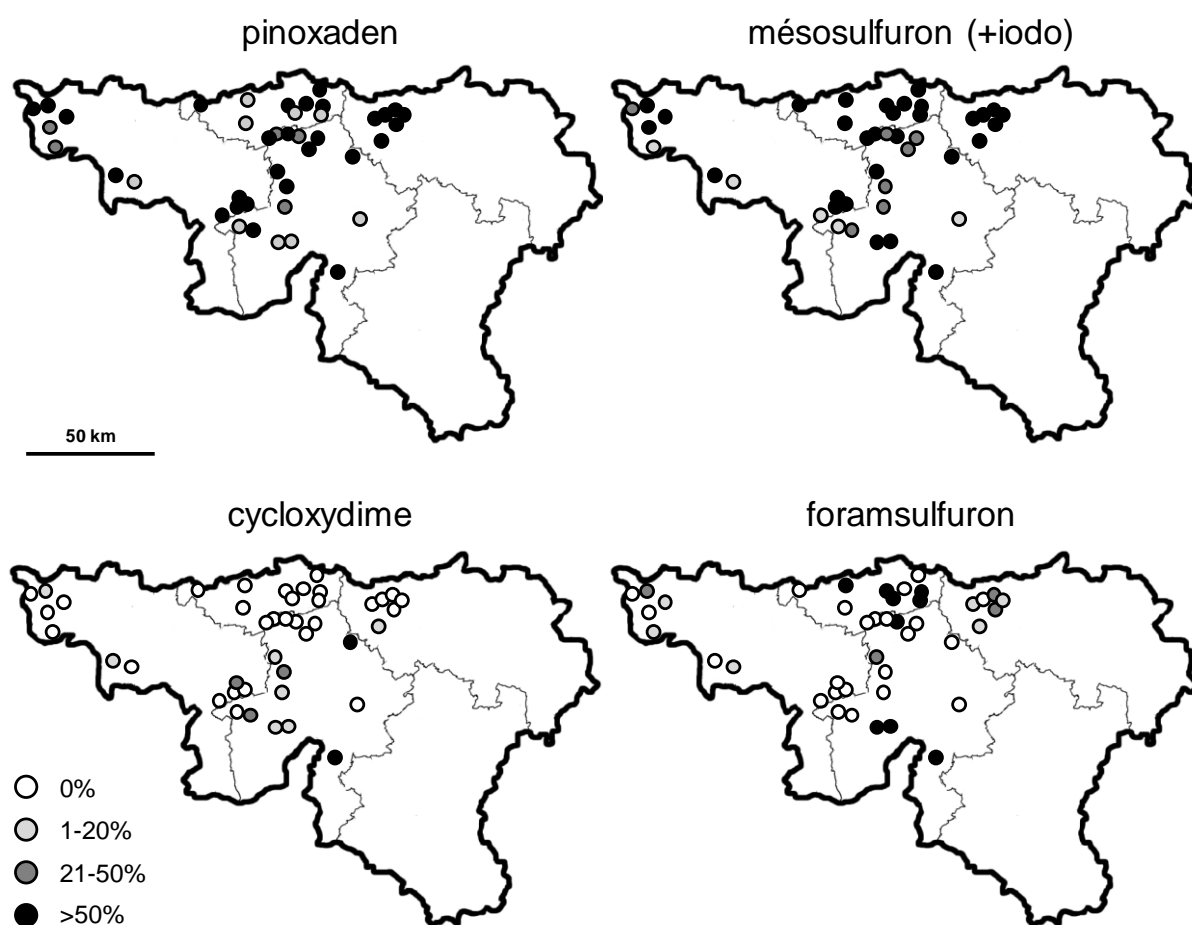 pinoxaden
mésosulfuron (+iodo)
50 km
cycloxydime
foramsulfuron
0%
1-20%
21-50%
>50%